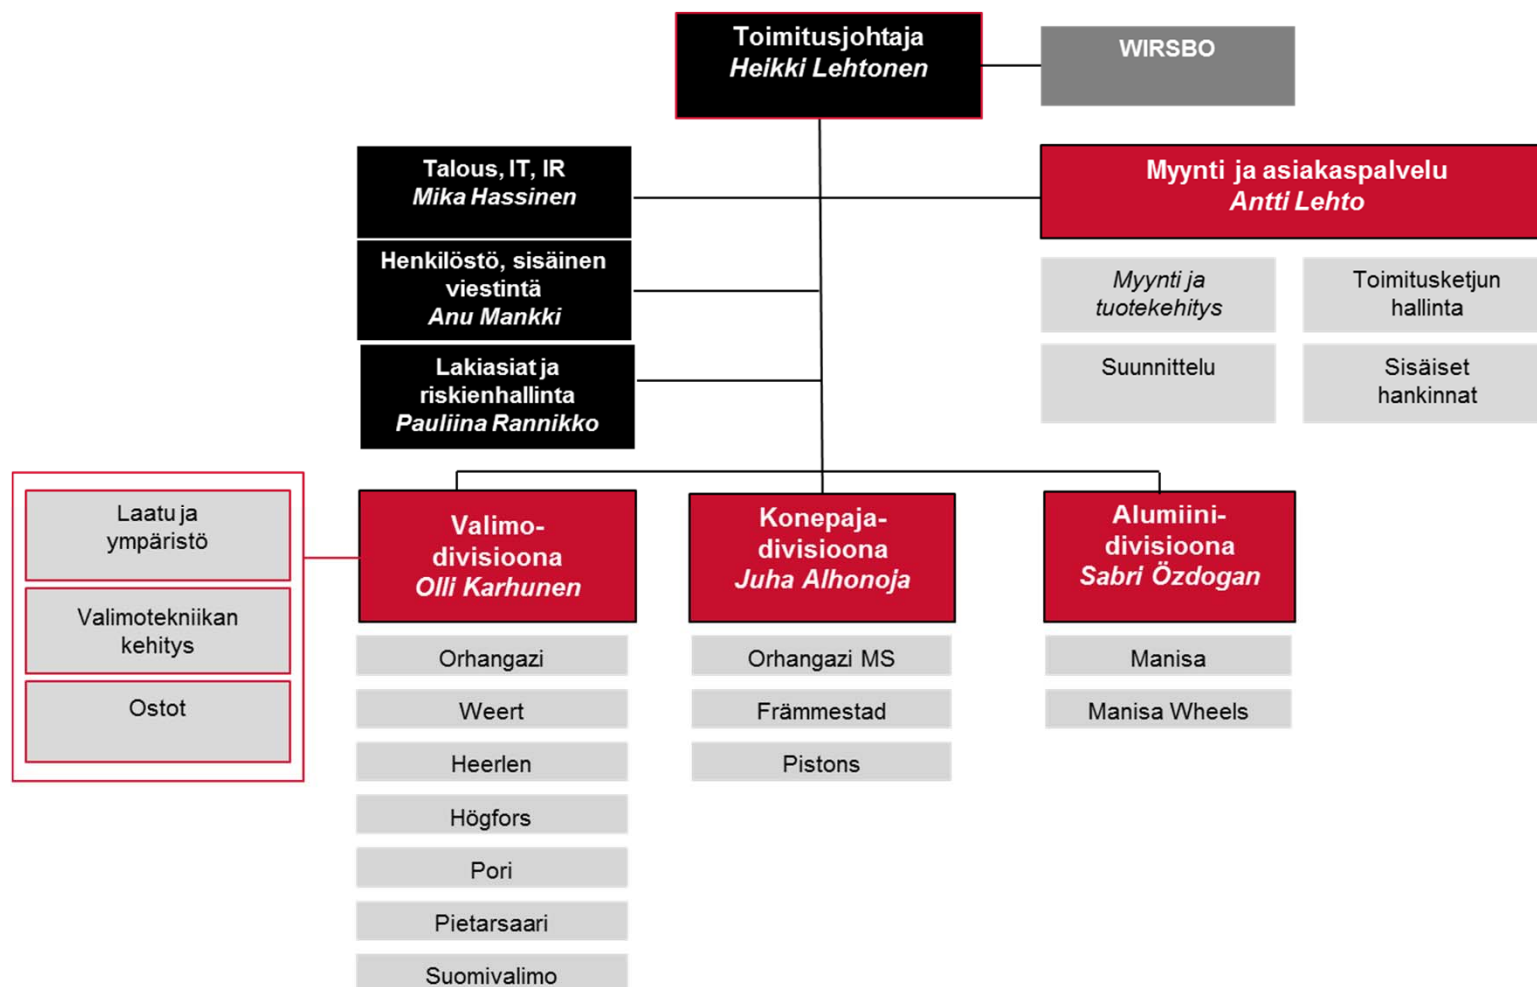 Toimitusjohtaja
Heikki Lehtonen
WIRSBO
Talous, IT, IR
Mika Hassinen
Myynti ja asiakaspalvelu
Antti Lehto
Henkilöstö, sisäinen
viestintä
Anu Mankki
Myynti ja
tuotekehitys
Toimitusketjun
hallinta
Lakiasiat ja
riskienhallinta
Pauliina Rannikko
Suunnittelu
Sisäiset
hankinnat
Laatu ja
ympäristö
Valimotekniikan
kehitys
Ostot
Valimo-
divisioona
Olli Karhunen
Konepaja-
divisioona
Juha Alhonoja
Alumiini-
divisioona
Sabri Özdogan
Orhangazi
Weert
Heerlen
Högfors
Pori
Pietarsaari
Suomivalimo
Orhangazi MS
Främmestad
Pistons
Manisa
Manisa Wheels